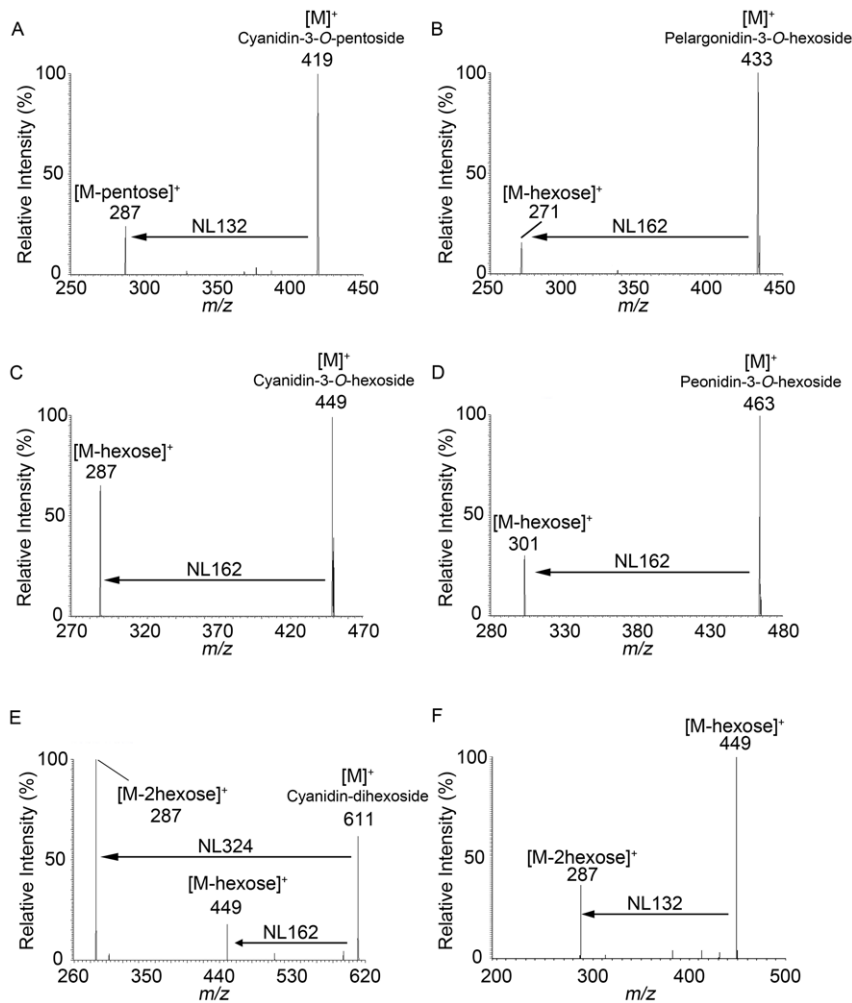 A
[M]+
Cyanidin-3-O-pentoside
419
100
50
0
Relative Intensity (%)
[M-pentose]+
287
NL132
250 300 350 400 450
m/z
B
[M]+
Pelargonidin-3-O-hexoside
433
100
50
0
Relative Intensity (%)
[M-hexose]+
271
NL162
250 300 350 400 450
m/z
C
[M]+
Cyanidin-3-O-hexoside
449
100
50
0
Relative Intensity (%)
[M-hexose]+
287
NL162
270 320 370 420 470
m/z
D
[M]+
Peonidin-3-O-hexoside
463
100
50
0
Relative Intensity (%)
[M-hexose]+
301
NL162
280 330 380 430 480
m/z
E
100
50
0
Relative Intensity (%)
[M-2hexose]+
287
[M]+
Cyanidin-dihexoside
611
NL324
[M-hexose]+
449
NL162
260 350 440 530 620
m/z
F
[M-hexose]+
449
100
50
0
Relative Intensity (%)
[M-2hexose]+
287
NL132
200 300 400 500
m/z